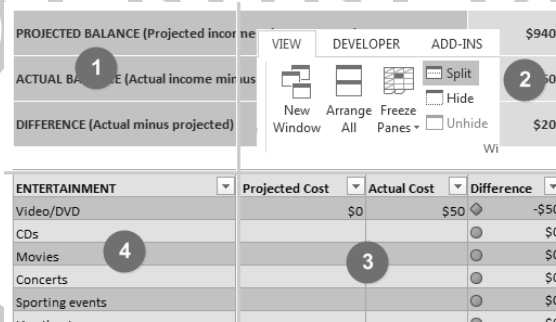 PROJECTED BALANCE (Projected income
$940
VIEW DEVELOPER ADD-INS
1
ACTUAL (Actual income minus
2
New Window
Arrange All
Freeze Panes
Split
Hide
Unhide
Wi
DIFFERENCE (Actual minus projected)
$20
ENTERTAINMENT Projected Cost Actual Cost Difference
Video/DVD $0 $50 -$50
CDs $0
Movies $0
4
3
Concerts $0
Sporting events $0